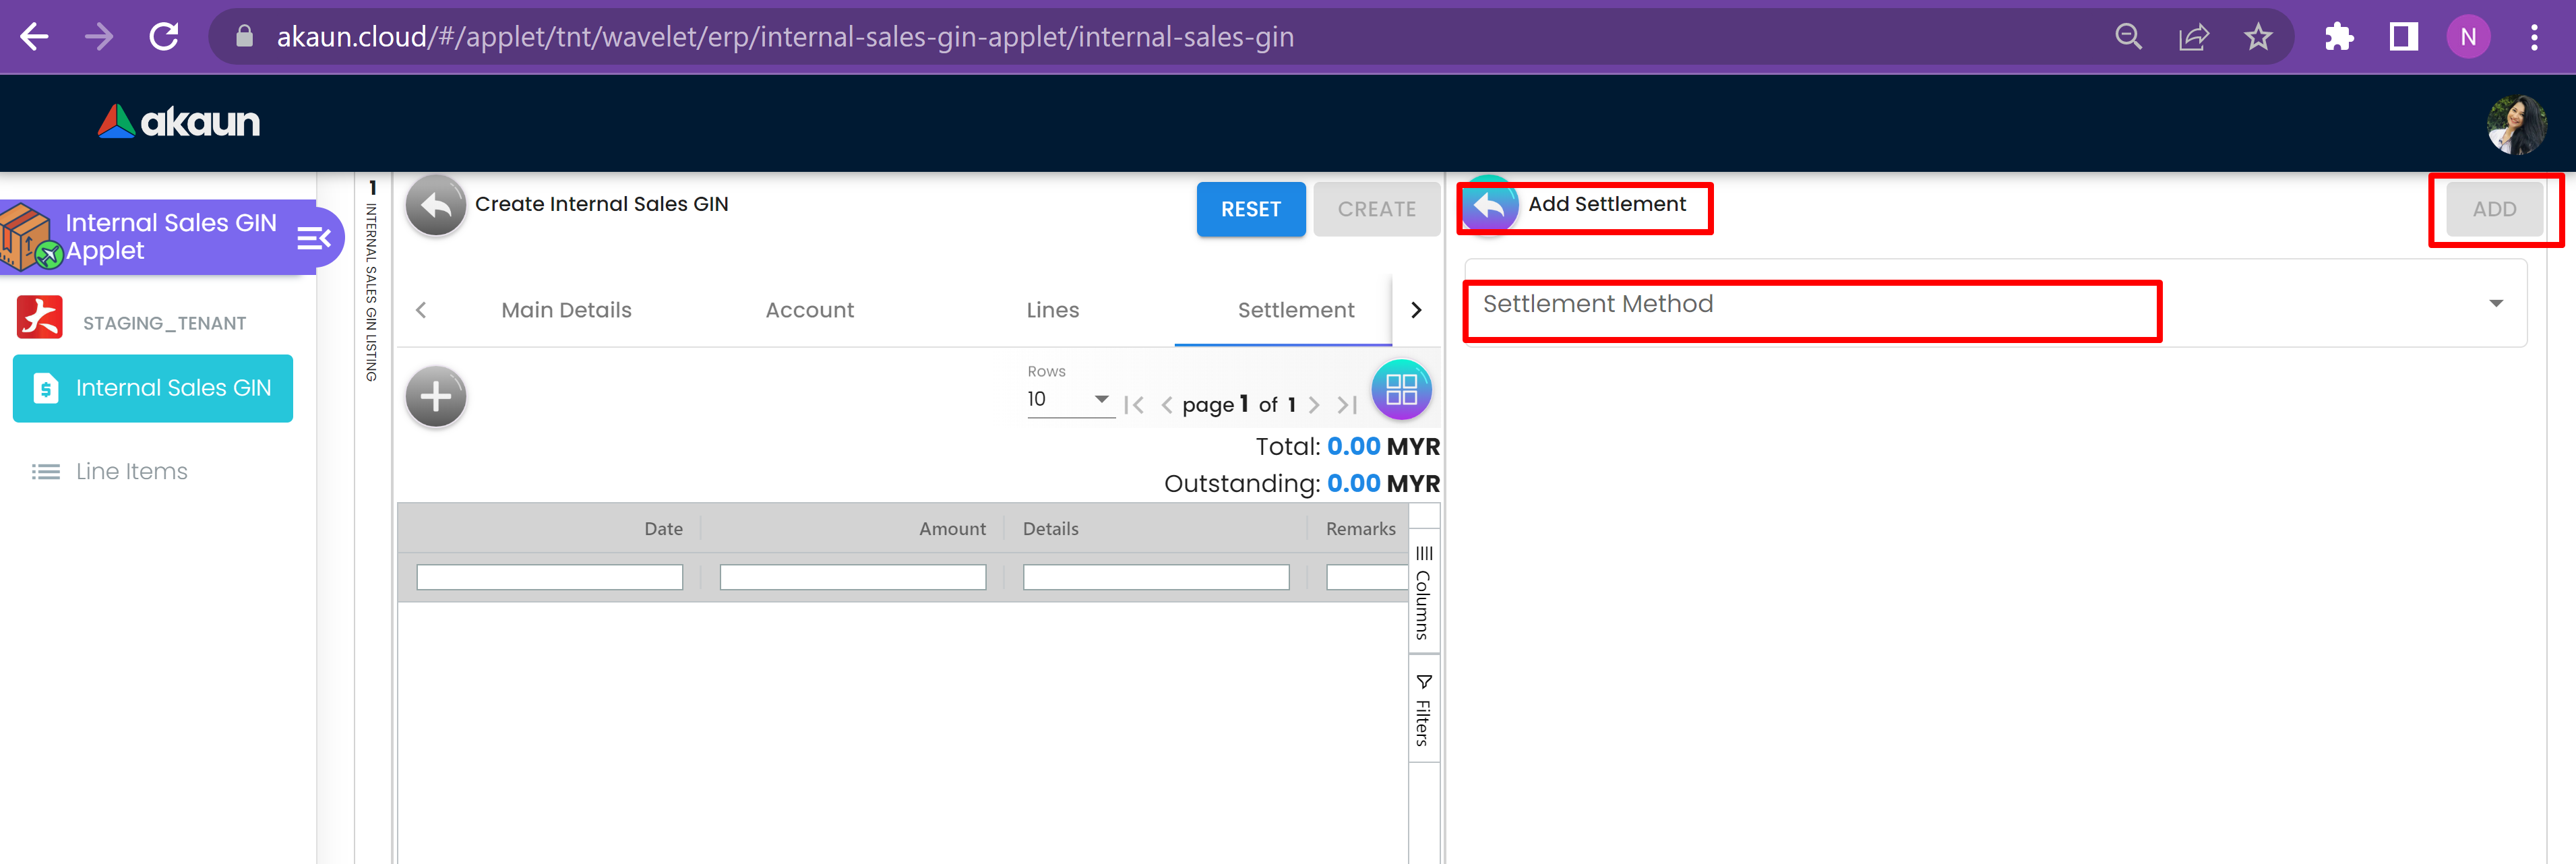 akaun.cloud/#/applet/tnt/wavelet/erp/internal-sales-gin-applet/internal-sales-gin
N
akaun
Internal Sales GIN
Applet
STAGING_TENANT
Internal Sales GIN
Line Items
1 INTERNAL SALES GIN LISTING
Create Internal Sales GIN
RESET
CREATE
Main Details
Account
Lines
Settlement
Rows
10
page 1 of 1
Total: 0.00 MYR
Outstanding: 0.00 MYR
Date
Amount
Details
Remarks
Columns
Filters
Add Settlement
ADD
Settlement Method